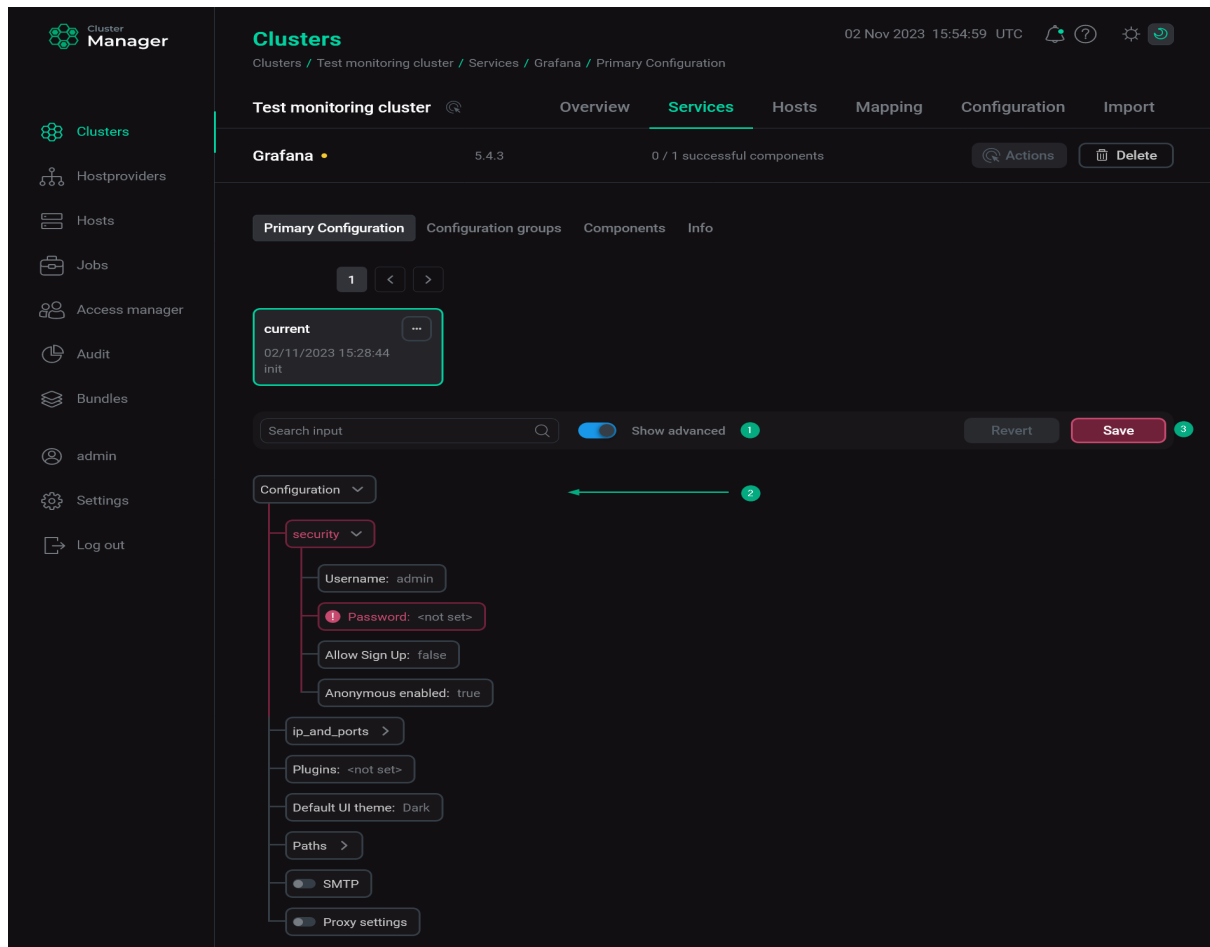 Cluster
Manager
Clusters
02 Nov 2023 15:54:59 UTC
Clusters / Test monitoring cluster / Services / Grafana / Primary Configuration
Test monitoring cluster Overview Services Hosts Mapping Configuration Import
Grafana 5.4.3 0 / 1 successful components Actions Delete
Clusters
Hostproviders
Hosts
Jobs
Access manager
Audit
Bundles
admin
Settings
Log out
Primary Configuration Configuration groups Components Info
1 < >
current ...
02/11/2023 15:28:44
init
Search input Show advanced 1 Revert Save 3
Configuration 2
security
Username: admin
! Password: <not set>
Allow Sign Up: false
Anonymous enabled: true
ip_and_ports
Plugins: <not set>
Default UI theme: Dark
Paths
SMTP
Proxy settings